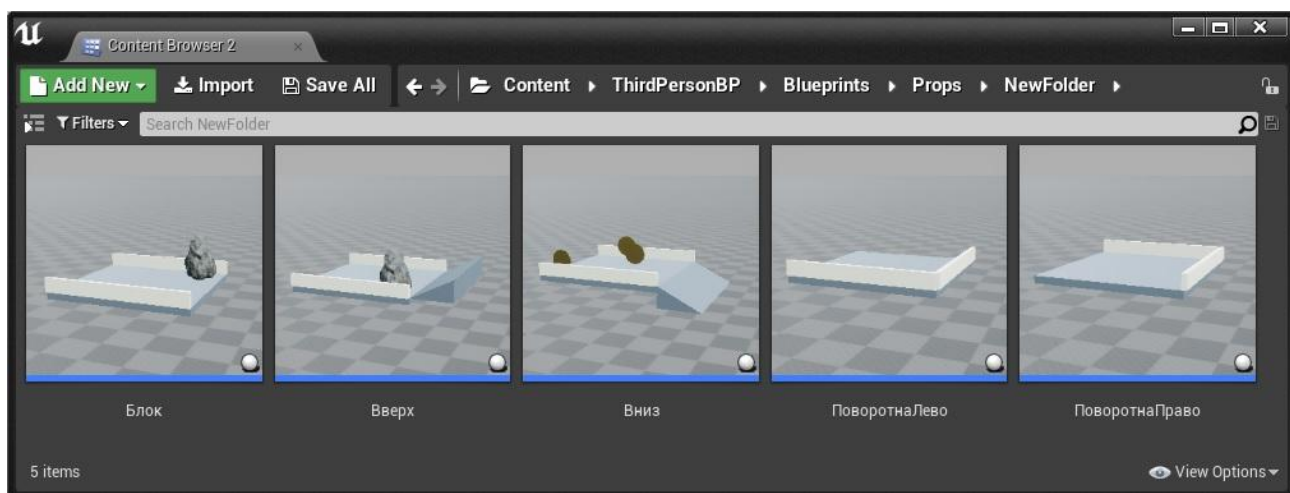 Content Browser 2
Add New Import Save All Content ThirdPersonBP Blueprints Props NewFolder
Filters Search NewFolder
Блок Вверх Вниз ПоворотнаЛево ПоворотнаПраво
5 items View Options